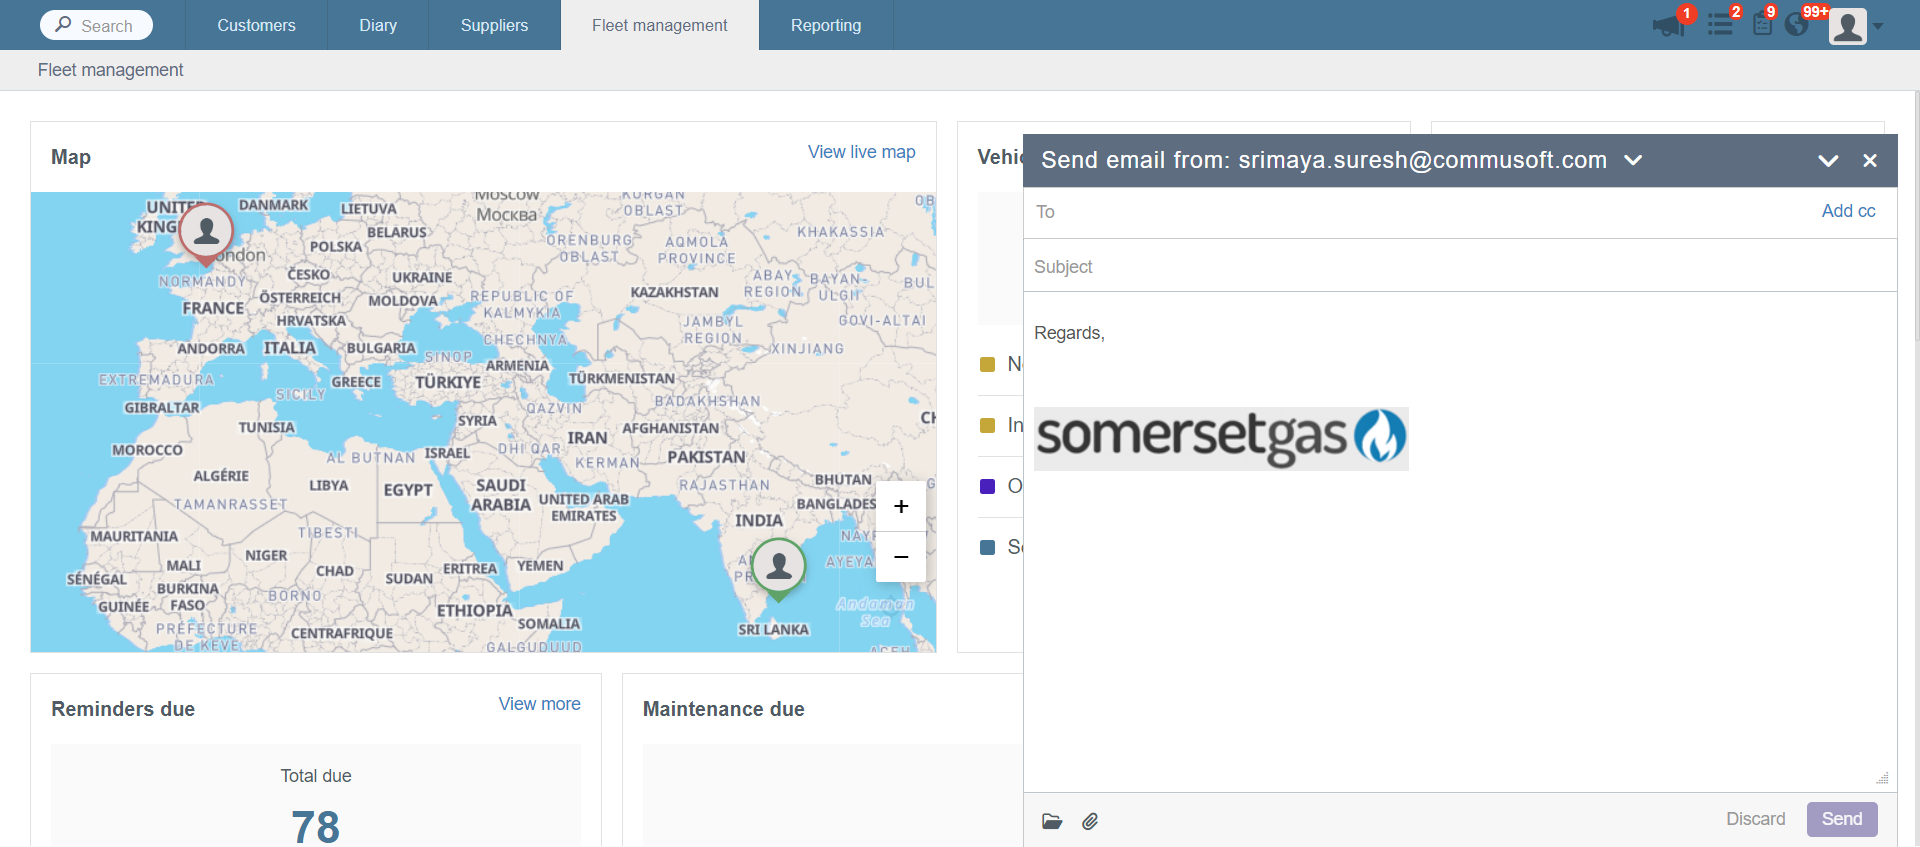 Search
Customers
Diary
Suppliers
Fleet management
Reporting
1
2
9
99+
Fleet management
Map
View live map
UNITED
DANMARK
LIETUVA
MOSCOW
Москва
KURGAN
OBLAST
BELARUS
POLSKA
ORENBURG
OBLAST
AQMOLA
PROVINCE
KHAKASSIA
NORMANDY
ČESKO
UKRAINE
ABAY
REGION
BAYAN-
ULGII
FRANCE
ÖSTERREICH
MOLDOVA
REPUBLIC OF
KALMYKIA
KAZAKHSTAN
HRVATSKA
JAMBYL
REGION
GOVI-ALTAI
ANDORRA
ITALIA
BULGARIA
SINOP
CHECHNYA
XINJIANG
EXTREMADURA
SICILY
GREECE
TÜRKIYE
ARMENIA
TÜRKMENISTAN
GIBRALTAR
TUNISIA
SYRIA
QAZVIN
BADAKHSHAN
MOROCCO
AL BUTNAN
ISRAEL
DHI QAR
IRAN
KERMAN
AFGHANISTAN
PAKISTAN
ALGÉRIE
LIBYA
EGYPT
SAUDI
ARABIA
UNITED ARAB
EMIRATES
RAJASTHAN
BHUTAN
TAMANRASSET
BANGLADES
MAURITANIA
TIBESTI
INDIA
NIGER
MALI
CHAD
SUDAN
ERITREA
YEMEN
AYEYA
SÉNÉGAL
BURKINA
FASO
BORNO
GUINÉE
ETHIOPIA
SOMALIA
Andaman
Sea
PRÉFECTURE
DE KÉVÉ
CENTRAFRIQUE
GALGUDUUD
SRI LANKA
ACEH
+
−
Reminders due
View more
Total due
78
Maintenance due
Send email from: srimaya.suresh@commusoft.com
To
Add cc
Subject
Regards,
somersetgas
Discard
Send